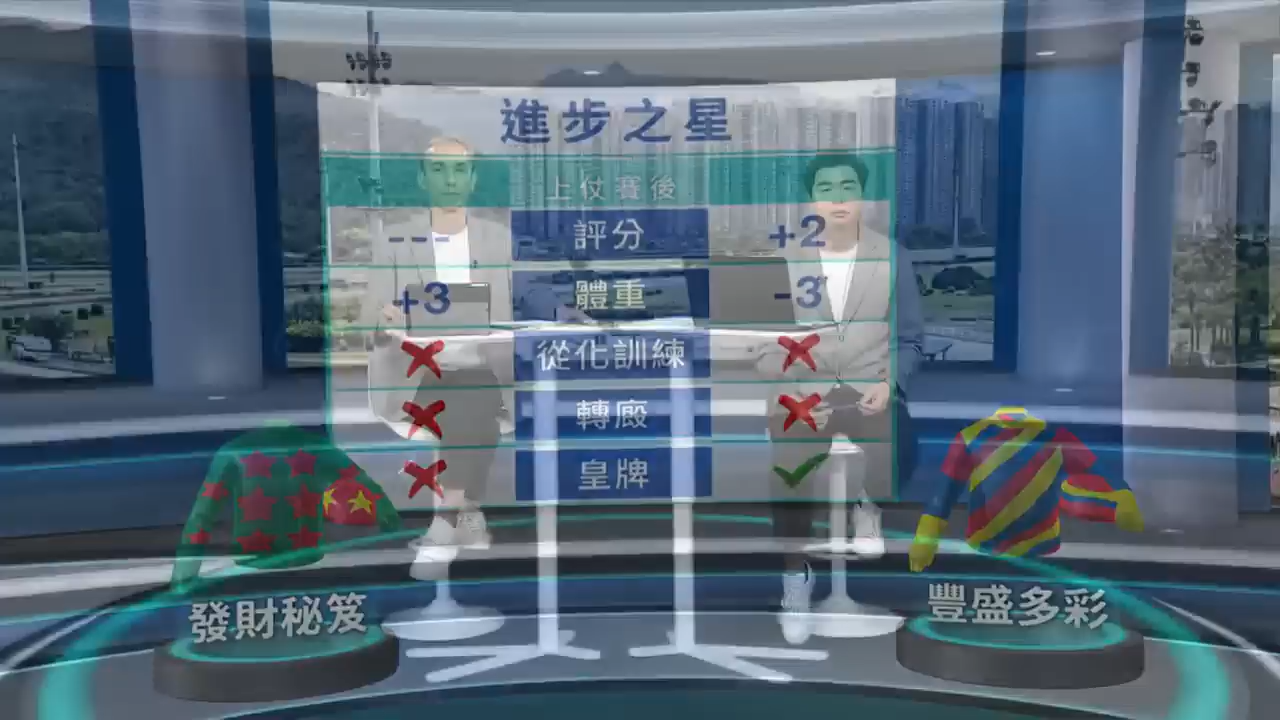 進步之星
上仗賽後
--- 評分 +2
+3 體重 -3
從化訓練
轉廄
皇牌
發財秘笈
豐盛多彩